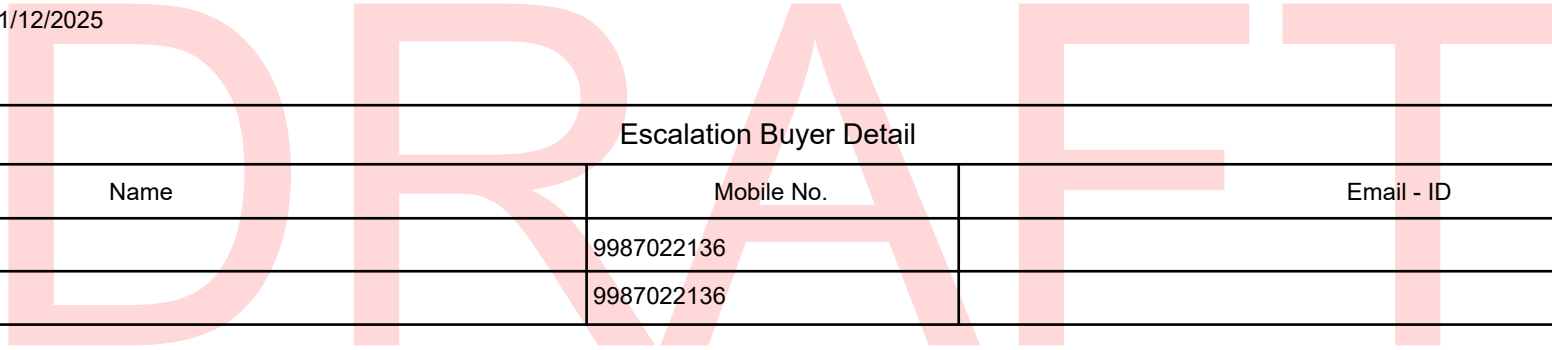 1/12/2025
DRAFT
Escalation Buyer Detail
Name Mobile No. Email - ID
9987022136
9987022136